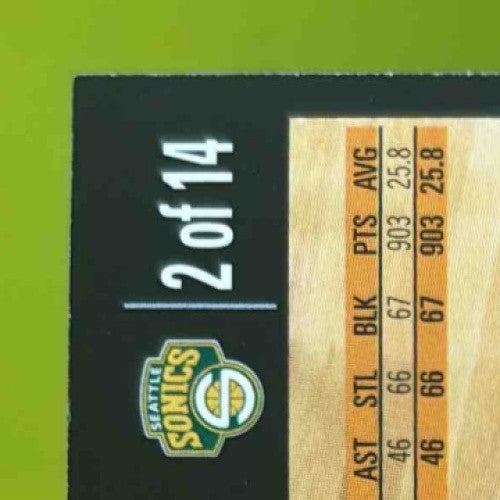 2 of 14
SEATTLE
SONICS
AST STL BLK PTS AVG
46 66 67 903 25.8
46 66 67 903 25.8